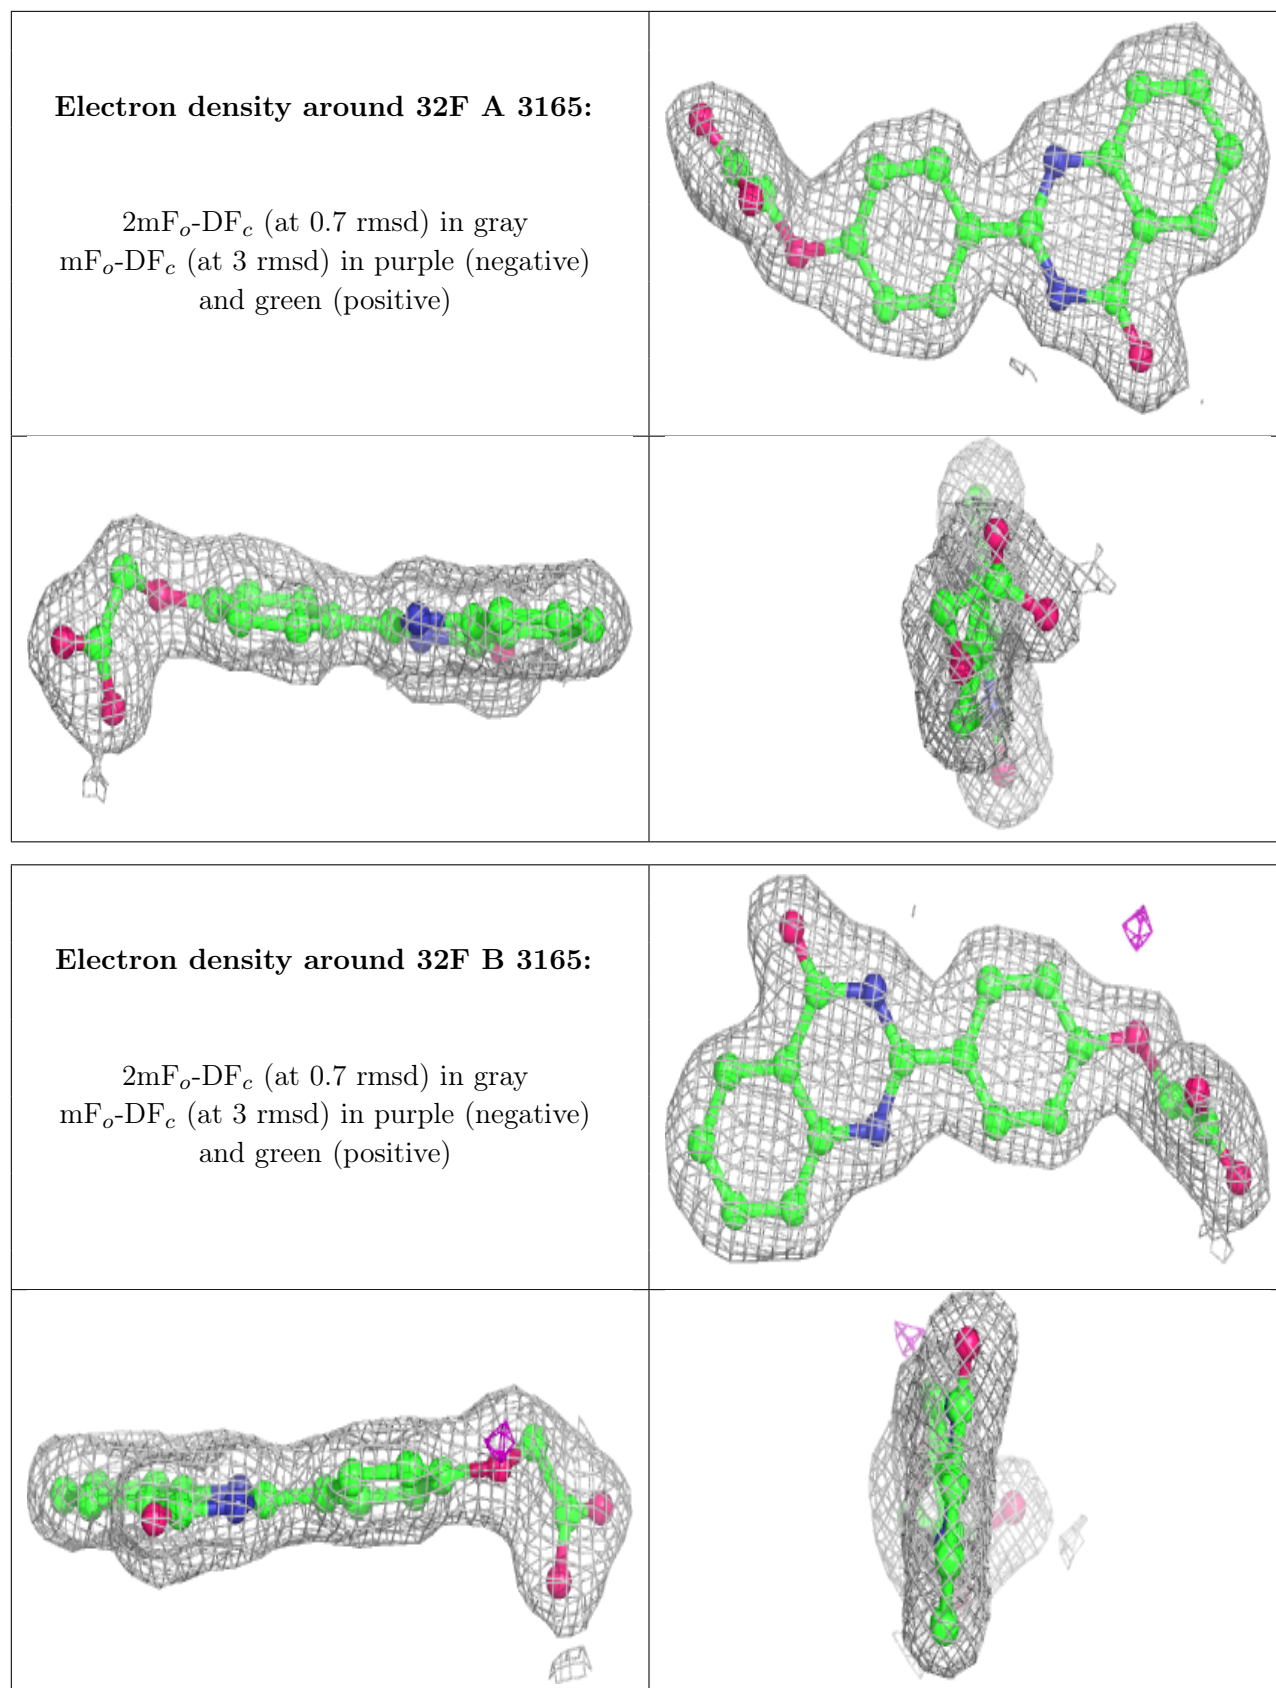 Electron density around 32F A 3165:
2mFo-DFc (at 0.7 rmsd) in gray
mFo-DFc (at 3 rmsd) in purple (negative)
and green (positive)
Electron density around 32F B 3165:
2mFo-DFc (at 0.7 rmsd) in gray
mFo-DFc (at 3 rmsd) in purple (negative)
and green (positive)